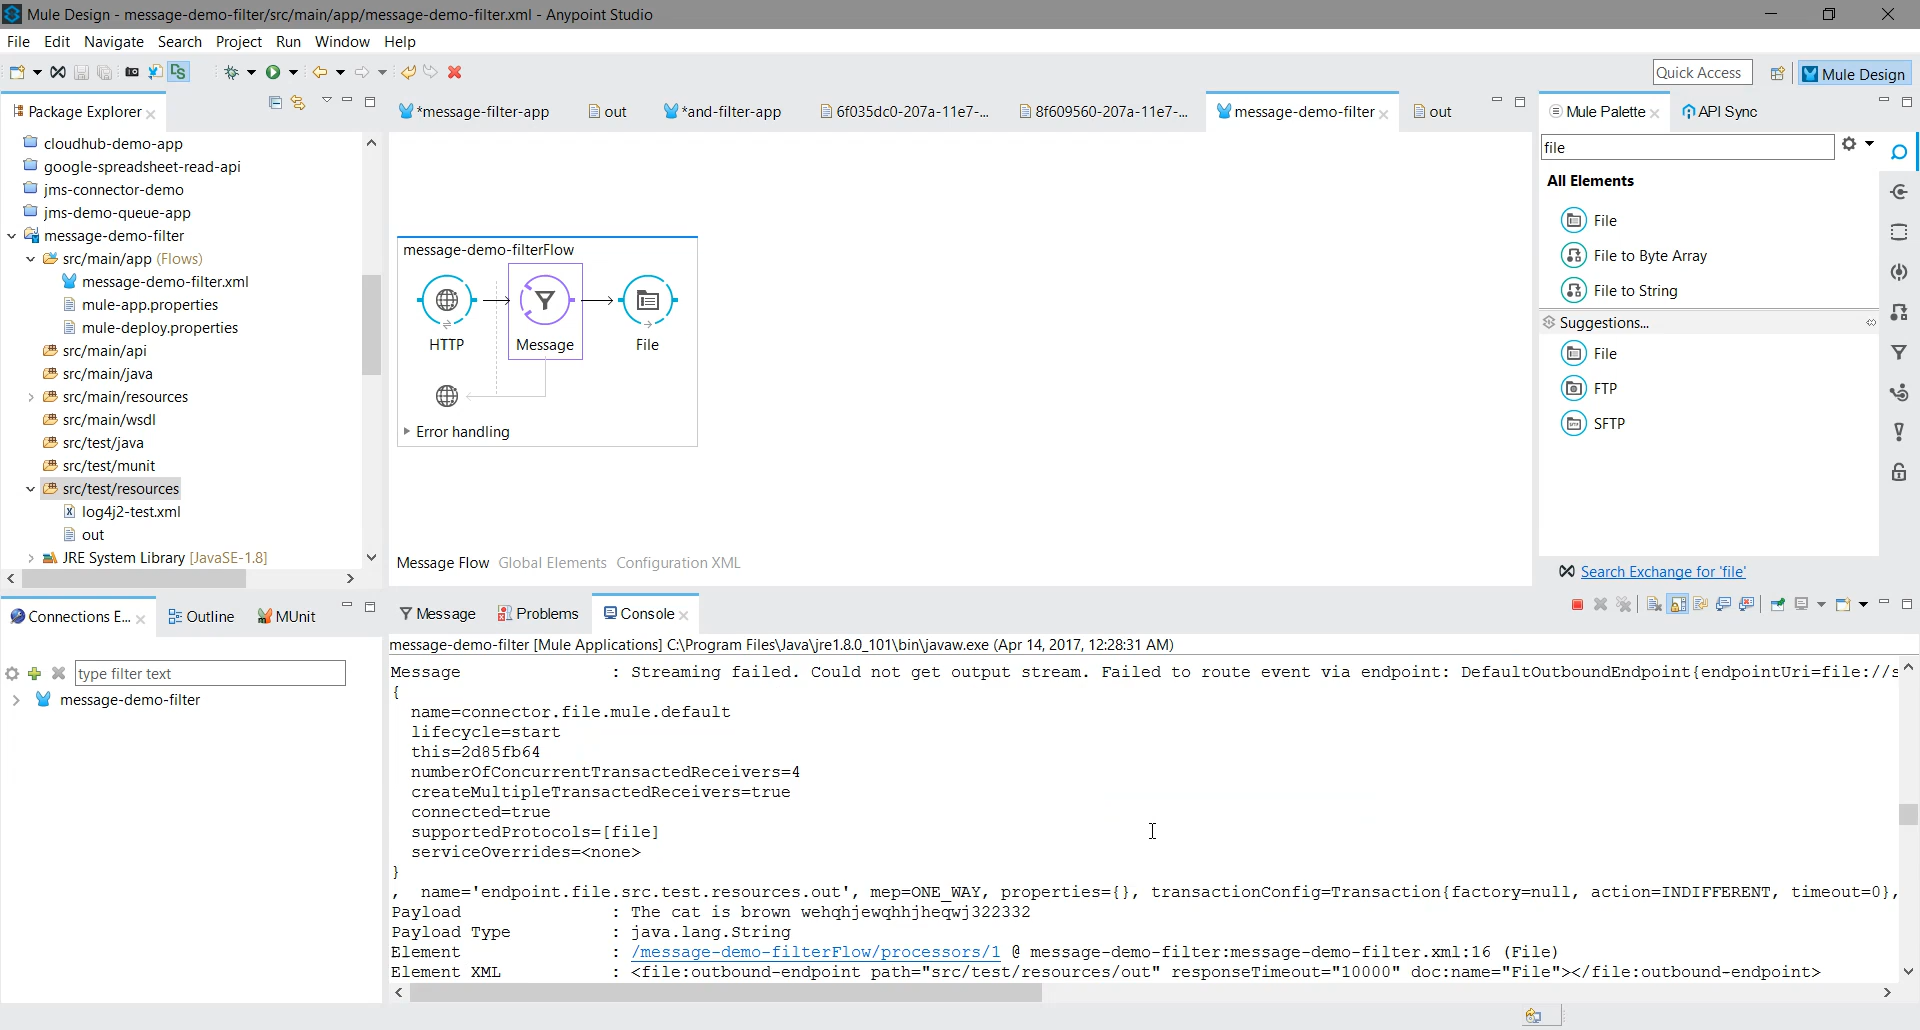 Mule Design - message-demo-filter/src/main/app/message-demo-filter.xml - Anypoint Studio
File Edit Navigate Search Project Run Window Help
Quick Access
Mule Design
Package Explorer
cloudhub-demo-app
google-spreadsheet-read-api
jms-connector-demo
jms-demo-queue-app
message-demo-filter
src/main/app (Flows)
message-demo-filter.xml
mule-app.properties
mule-deploy.properties
src/main/api
src/main/java
src/main/resources
src/main/wsdl
src/test/java
src/test/munit
src/test/resources
log4j2-test.xml
out
JRE System Library [JavaSE-1.8]
*message-filter-app out *and-filter-app 6f035dc0-207a-11e7-... 8f609560-207a-11e7-... message-demo-filter out
message-demo-filterFlow
HTTP Message File
Error handling
Message Flow Global Elements Configuration XML
Mule Palette API Sync
file
All Elements
File
File to Byte Array
File to String
Suggestions...
File
FTP
SFTP
Search Exchange for 'file'
Connections E... Outline MUnit
type filter text
message-demo-filter
Message Problems Console
message-demo-filter [Mule Applications] C:\Program Files\Java\jre1.8.0_101\bin\javaw.exe (Apr 14, 2017, 12:28:31 AM)
Message : Streaming failed. Could not get output stream. Failed to route event via endpoint: DefaultOutboundEndpoint{endpointUri=file://s
{
name=connector.file.mule.default
lifecycle=start
this=2d85fb64
numberOfConcurrentTransactedReceivers=4
createMultipleTransactedReceivers=true
connected=true
supportedProtocols=[file]
serviceOverrides=<none>
}
, name='endpoint.file.src.test.resources.out', mep=ONE_WAY, properties={}, transactionConfig=Transaction{factory=null, action=INDIFFERENT, timeout=0},
Payload : The cat is brown wehqhjewqhhjheqwj322332
Payload Type : java.lang.String
Element : /message-demo-filterFlow/processors/1 @ message-demo-filter:message-demo-filter.xml:16 (File)
Element XML : <file:outbound-endpoint path="src/test/resources/out" responseTimeout="10000" doc:name="File"></file:outbound-endpoint>